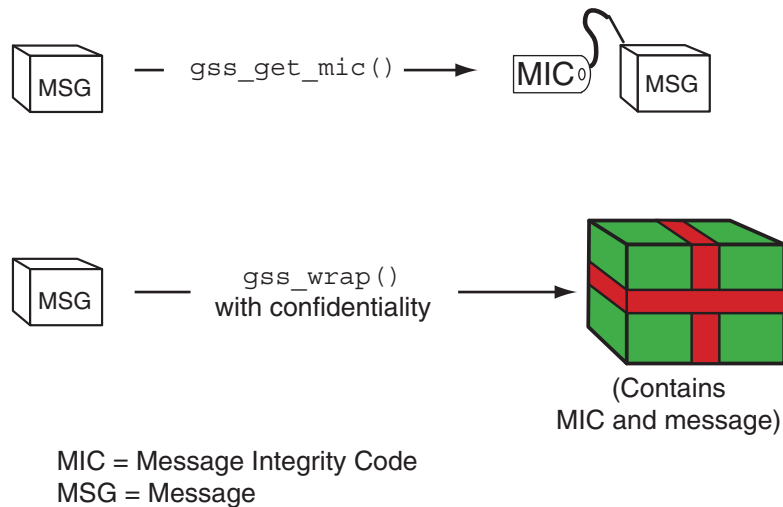 MSG
gss_get_mic()
MIC
MSG
MSG
gss_wrap()
with confidentiality
(Contains
MIC and message)
MIC = Message Integrity Code
MSG = Message